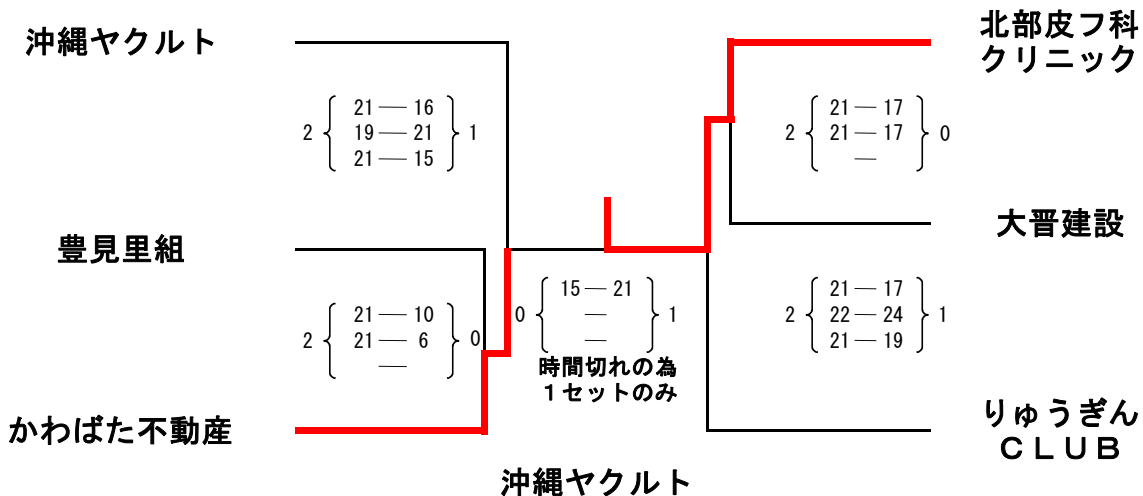 沖縄ヤクルト
21 — 16
2 19 — 21 1
21 — 15
豊見里組
21 — 10
2 21 — 6 0
—
かわばた不動産
15 — 21
0 — 1
—
時間切れの為
1セットのみ
北部皮フ科
クリニック
21 — 17
2 21 — 17 0
—
大晋建設
21 — 17
2 22 — 24 1
21 — 19
りゅうぎん
CLUB
沖縄ヤクルト